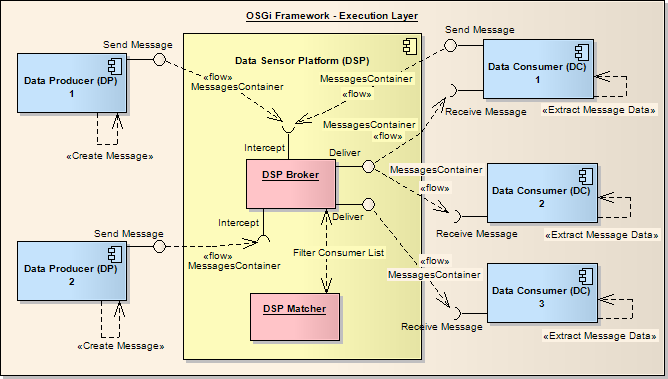 OSGi Framework - Execution Layer
Send Message
Send Message
Data Sensor Platform (DSP)
Data Producer (DP)
1
«flow»
MessagesContainer
MessagesContainer
«flow»
Data Consumer (DC)
1
«Extract Message Data»
Receive Message
«Create Message»
MessagesContainer
«flow»
Intercept
Deliver
DSP Broker
MessagesContainer
«flow»
Data Consumer (DC)
2
Intercept
Deliver
Send Message
Receive Message
«Extract Message Data»
Data Producer (DP)
2
«flow»
MessagesContainer
Filter Consumer List
«flow»
MessagesContainer
Data Consumer (DC)
3
DSP Matcher
Receive Message
«Extract Message Data»
«Create Message»